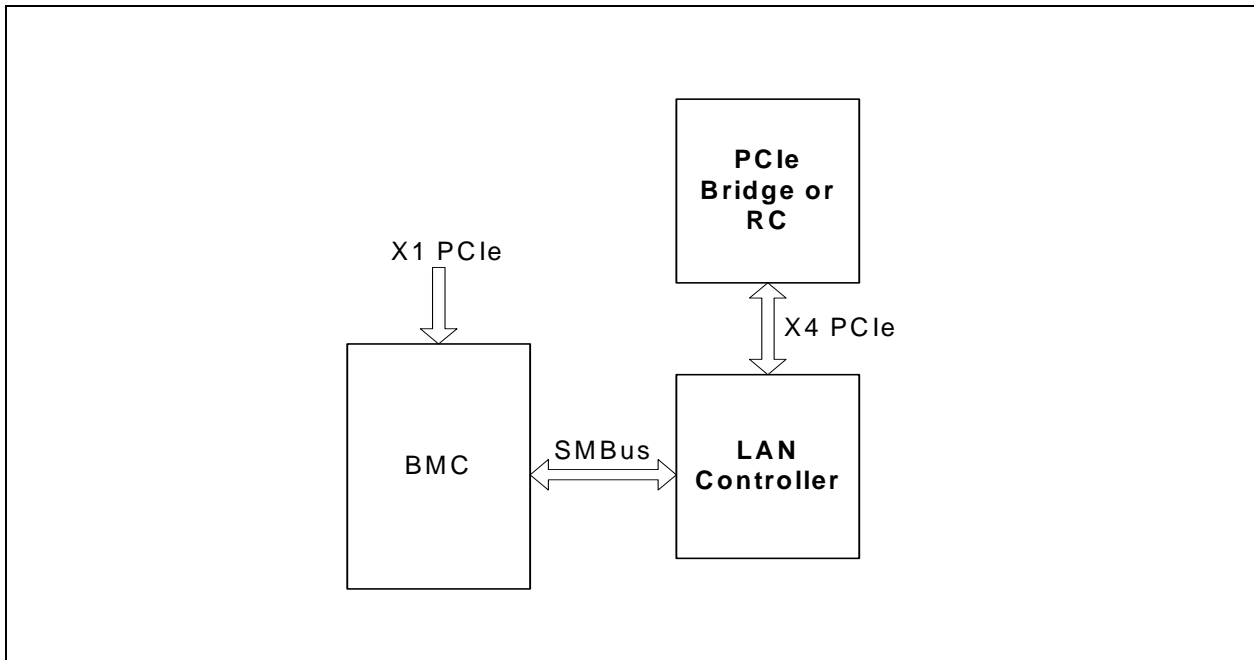 PCIe
Bridge or
RC
X1 PCIe
X4 PCIe
BMC
SMBus
LAN
Controller